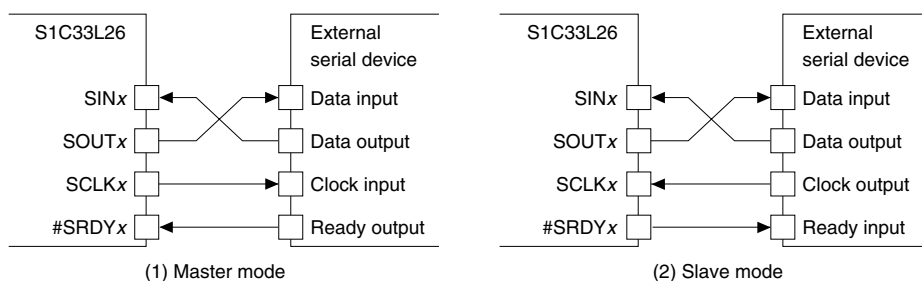 S1C33L26
External
serial device
SINx
Data input
SOUTx
Data output
SCLKx
Clock input
#SRDYx
Ready output
(1) Master mode
S1C33L26
External
serial device
SINx
Data input
SOUTx
Data output
SCLKx
Clock output
#SRDYx
Ready input
(2) Slave mode